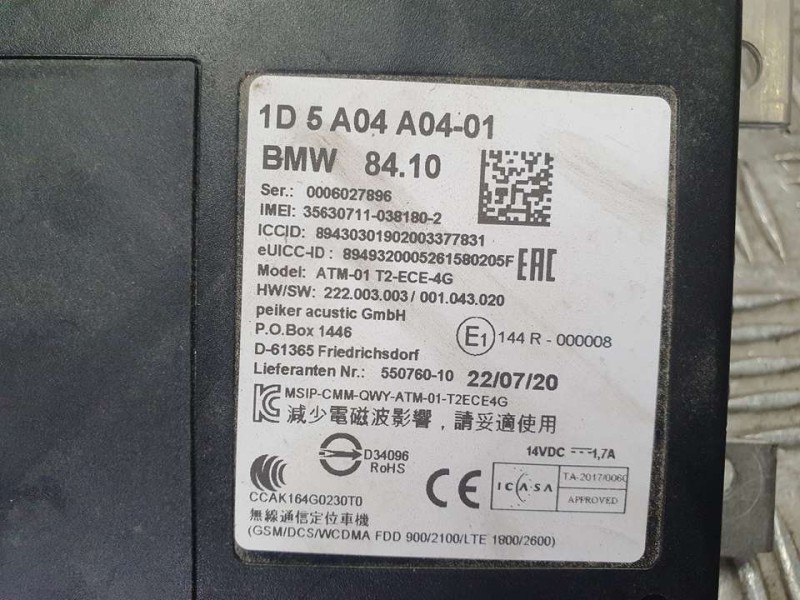 1D 5 A04 A04-01
BMW 84.10
Ser.: 0006027896
IMEI: 35630711-038180-2
ICCID: 89430301902003377831
eUICC-ID : 8949320005261580205F
EAC
Model: ATM-01 T2-ECE-4G
HW/SW: 222.003.003 / 001.043.020
peiker acustic GmbH
P.O.Box 1446
E1 144 R - 000008
D-61365 Friedrichsdorf
Lieferanten Nr.: 550760-10 22/07/20
MSIP-CMM-QWY-ATM-01-T2ECE4G
減少電磁波影響，請妥適使用
D34096
RoHS
14VDC 1,7A
CE
ICASA
TA-2017/0060
APPROVED
CCAK164G0230T0
無線通信定位車機
(GSM/DCS/WCDMA FDD 900/2100/LTE 1800/2600)